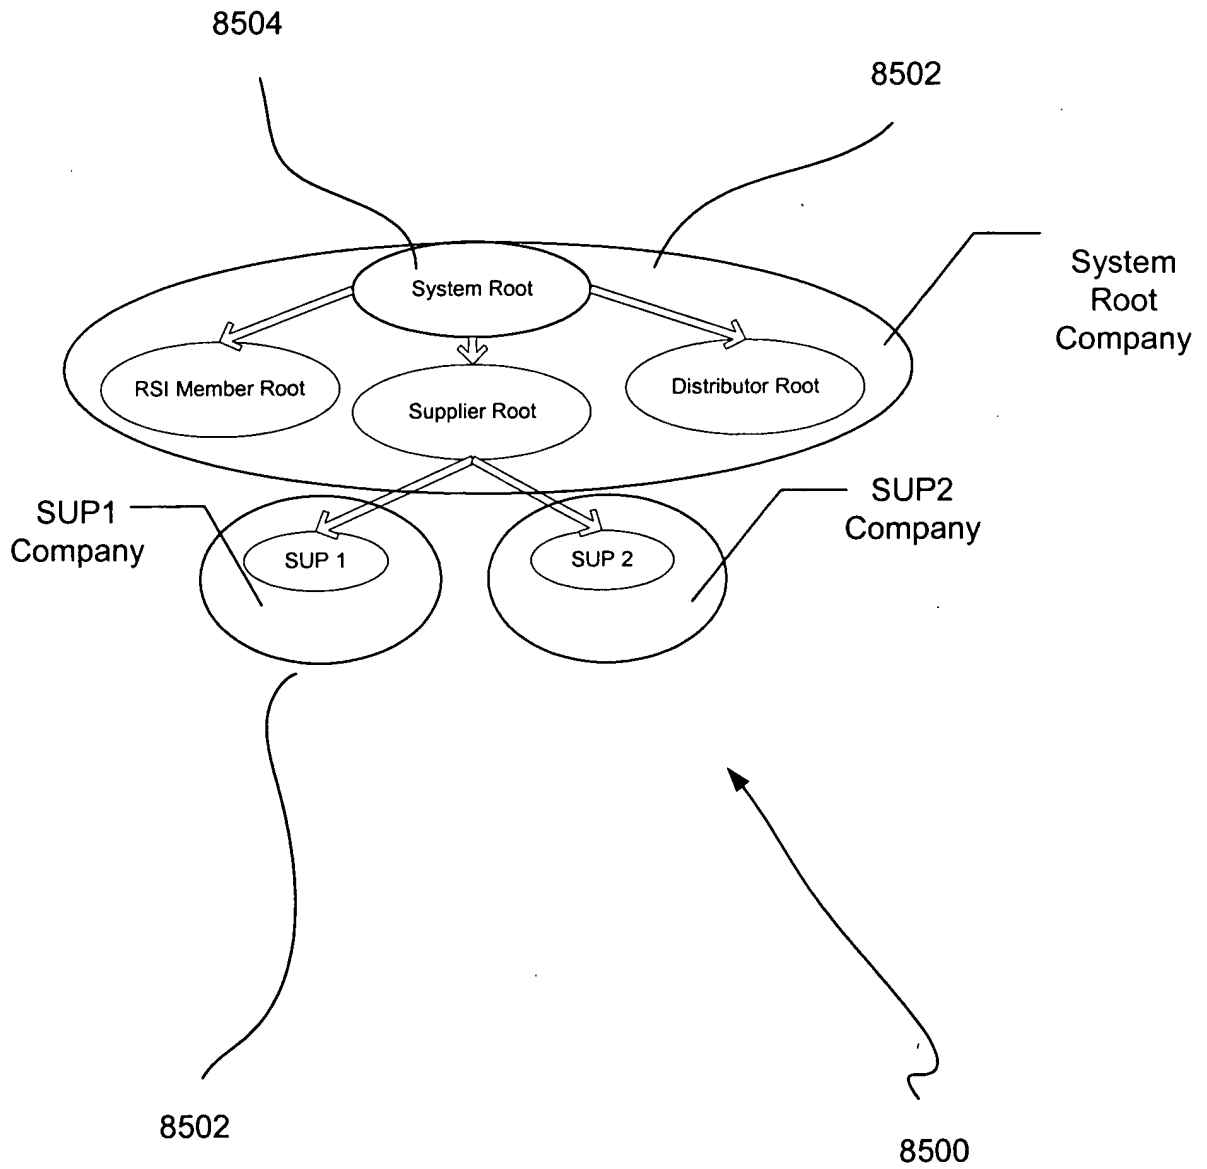 8504
8502
System Root
System
Root
Company
RSI Member Root
Supplier Root
Distributor Root
SUP1
Company
SUP2
Company
SUP 1
SUP 2
8502
8500